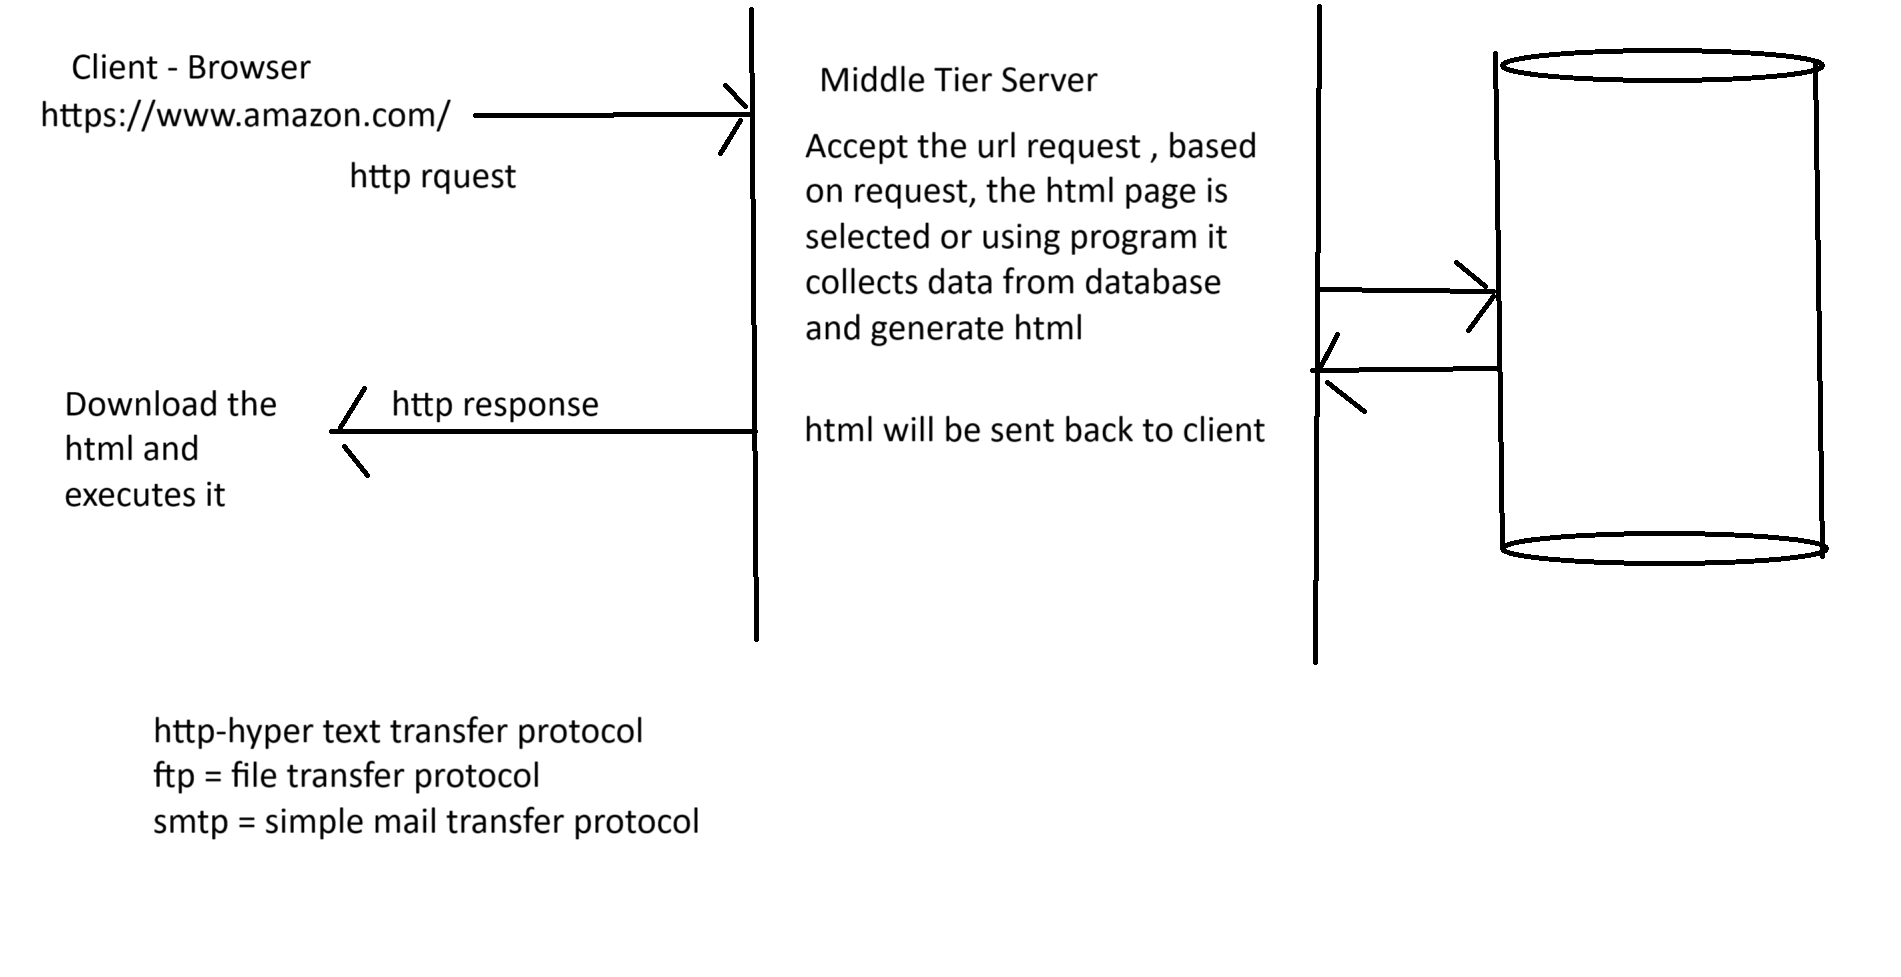 Client - Browser
https://www.amazon.com/
http rquest
Middle Tier Server
Accept the url request , based
on request, the html page is
selected or using program it
collects data from database
and generate html
html will be sent back to client
http response
Download the
html and
executes it
http-hyper text transfer protocol
ftp = file transfer protocol
smtp = simple mail transfer protocol